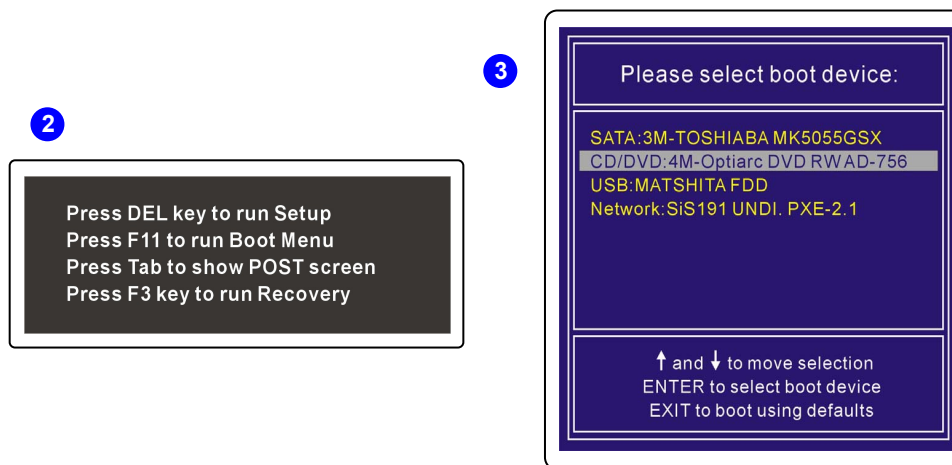 2
Press DEL key to run Setup
Press F11 to run Boot Menu
Press Tab to show POST screen
Press F3 key to run Recovery
3
Please select boot device:
SATA:3M-TOSHIABA MK5055GSX
CD/DVD:4M-Optiarc DVD RW AD-756
USB:MATSHITA FDD
Network:SiS191 UNDI. PXE-2.1
↑ and ↓ to move selection
ENTER to select boot device
EXIT to boot using defaults